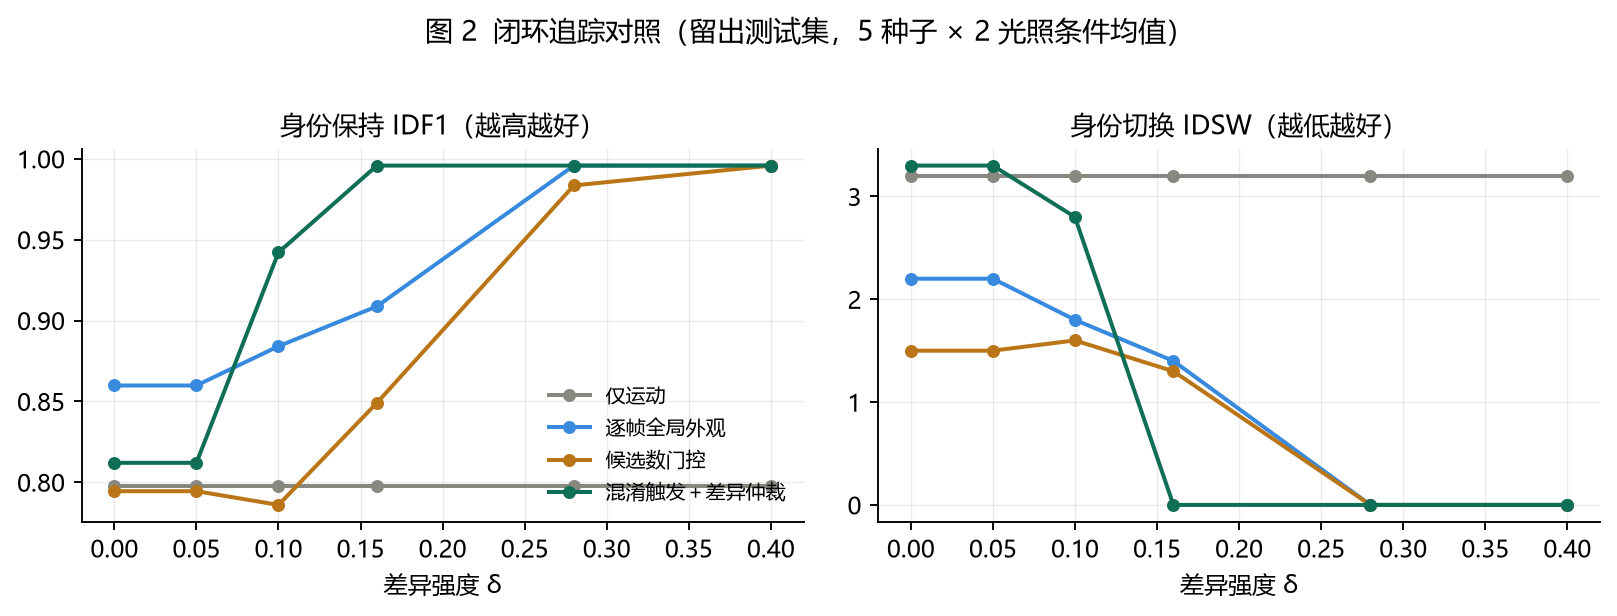 图 2  闭环追踪对照（留出测试集，5 种子 × 2 光照条件均值）
身份保持 IDF1（越高越好）
1.00
0.95
0.90
0.85
0.80
仅运动
逐帧全局外观
候选数门控
混淆触发 + 差异仲裁
0.00 0.05 0.10 0.15 0.20 0.25 0.30 0.35 0.40
差异强度 δ
身份切换 IDSW（越低越好）
3
2
1
0
0.00 0.05 0.10 0.15 0.20 0.25 0.30 0.35 0.40
差异强度 δ